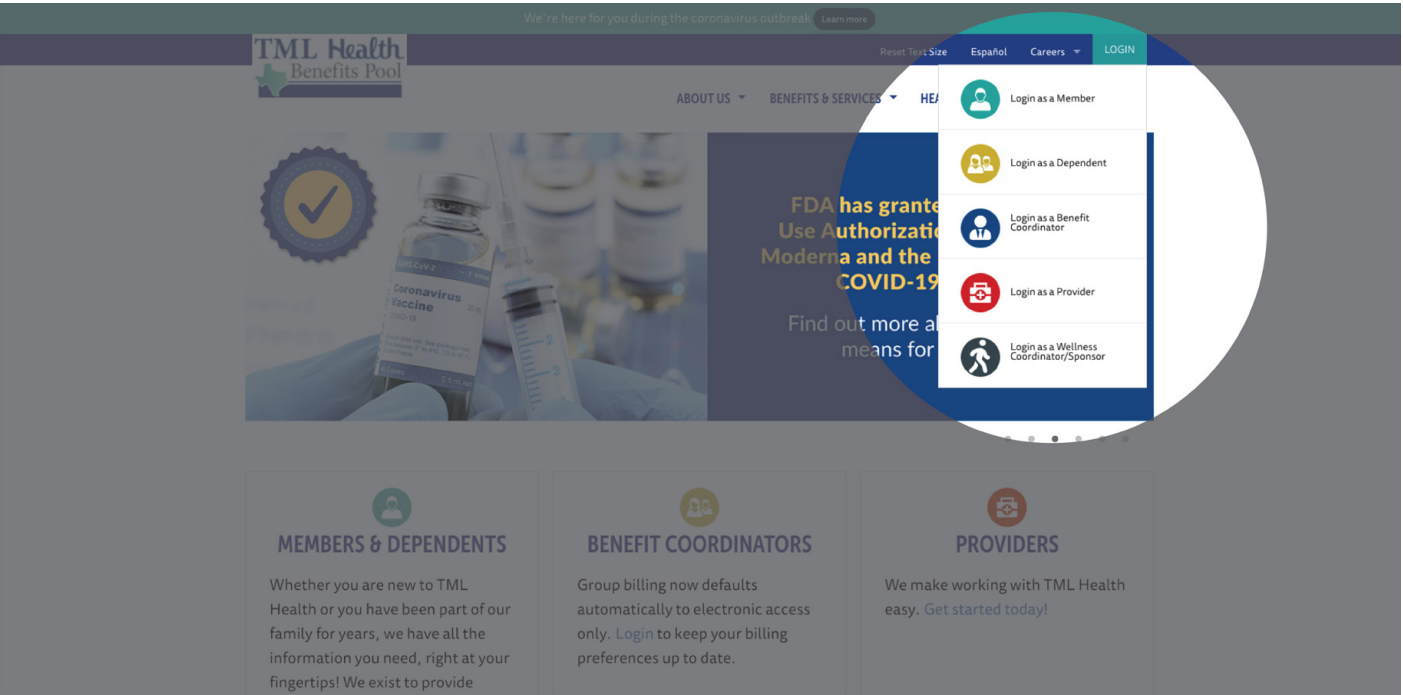 We're here for you during the coronavirus outbreak Learn more
TML Health
Benefits Pool
Reset Text Size Español Careers LOGIN
ABOUT US BENEFITS & SERVICES HEA
Login as a Member
Login as a Dependent
Login as a Benefit
Coordinator
Login as a Provider
Login as a Wellness
Coordinator/Sponsor
SARS-CoV-2
Coronavirus
Vaccine
COVID-19
FDA has grante
Use Authorizatio
Moderna and the
COVID-19
Find out more a
means for
MEMBERS & DEPENDENTS
Whether you are new to TML
Health or you have been part of our
family for years, we have all the
information you need, right at your
fingertips! We exist to provide
BENEFIT COORDINATORS
Group billing now defaults
automatically to electronic access
only. Login to keep your billing
preferences up to date.
PROVIDERS
We make working with TML Health
easy. Get started today!